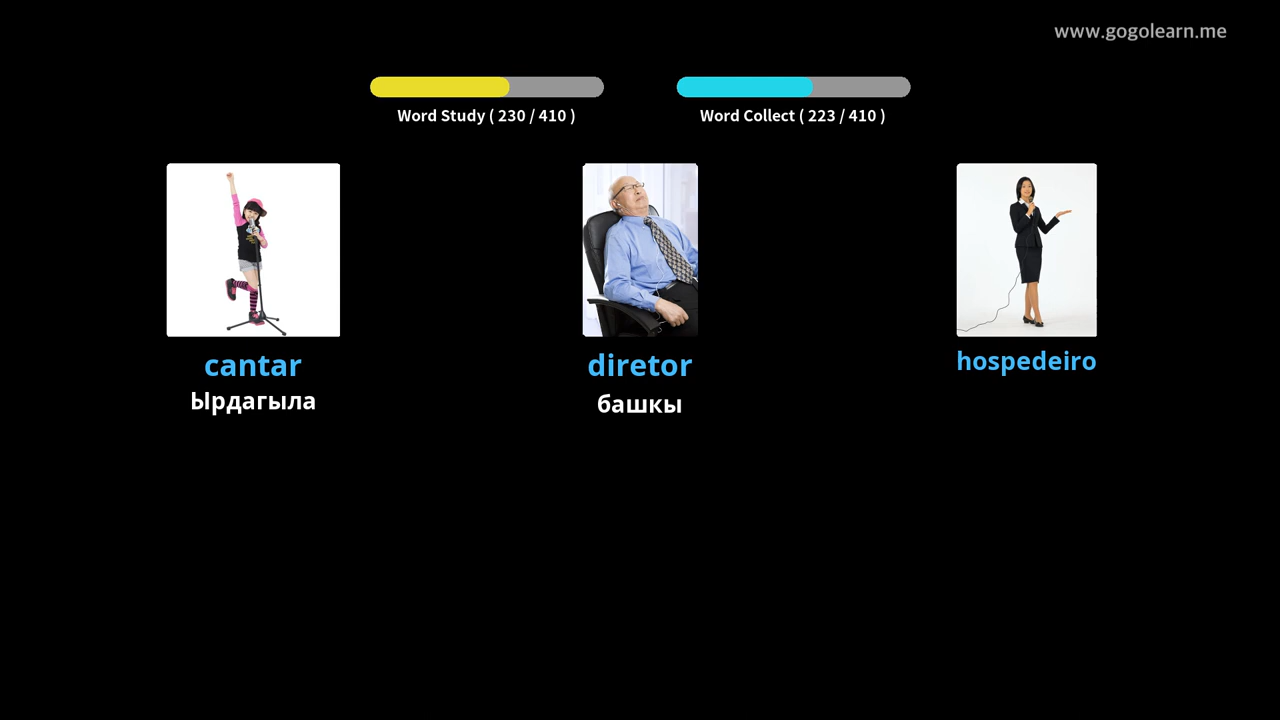 www.gogolearn.me
Word Study ( 230 / 410 )
Word Collect ( 223 / 410 )
cantar
Ырдагыла
diretor
башкы
hospedeiro